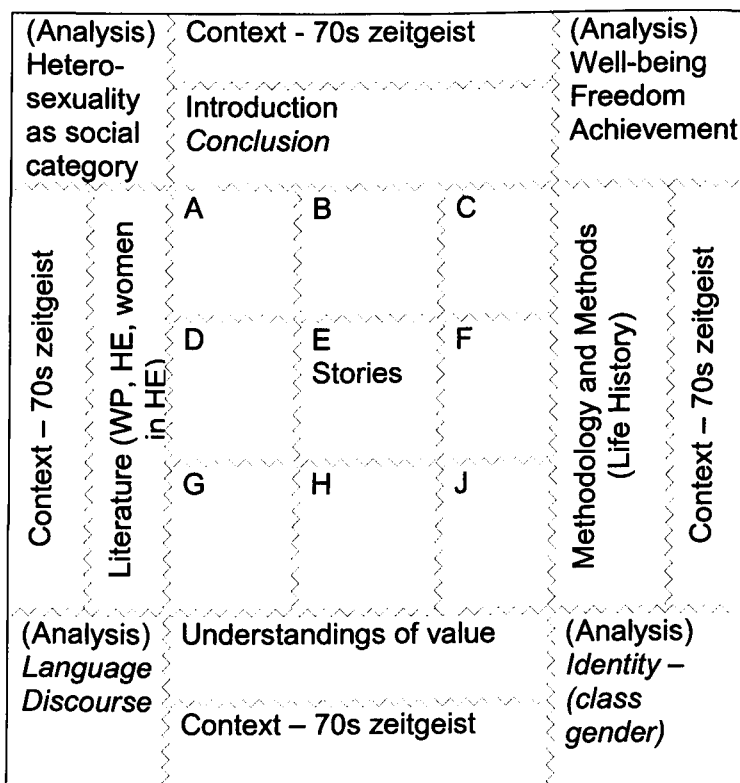 (Analysis)
Hetero-
sexuality
as social
category
Context - 70s zeitgeist
Introduction
Conclusion
(Analysis)
Well-being
Freedom
Achievement
Context – 70s zeitgeist
Literature (WP, HE, women
in HE)
A
B
C
D
E
Stories
F
G
H
J
Methodology and Methods
(Life History)
Context – 70s zeitgeist
(Analysis)
Language
Discourse
Understandings of value
Context – 70s zeitgeist
(Analysis)
Identity –
(class
gender)